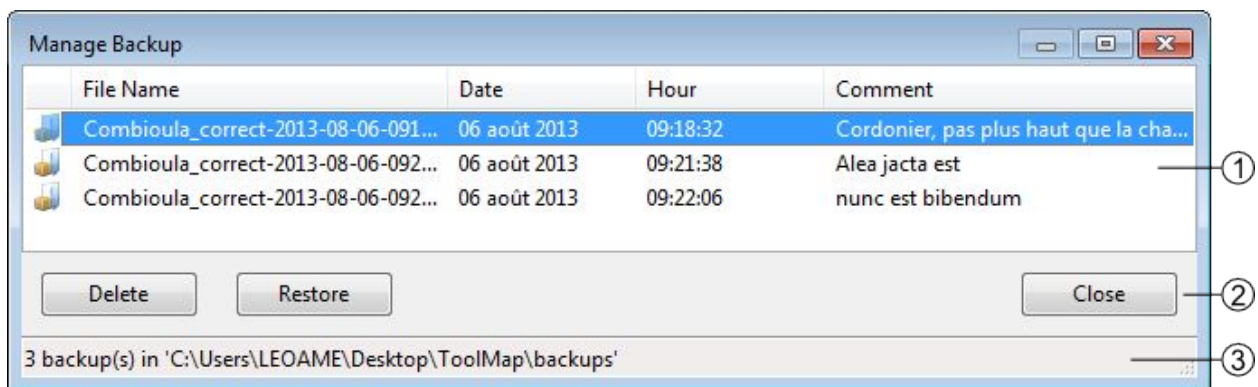 Manage Backup
File Name Date Hour Comment
Combioula_correct-2013-08-06-091... 06 août 2013 09:18:32 Cordonier, pas plus haut que la cha...
Combioula_correct-2013-08-06-092... 06 août 2013 09:21:38 Alea jacta est
1
Combioula_correct-2013-08-06-092... 06 août 2013 09:22:06 nunc est bibendum
Delete Restore Close 2
3 backup(s) in 'C:\Users\LEOAME\Desktop\ToolMap\backups' 3